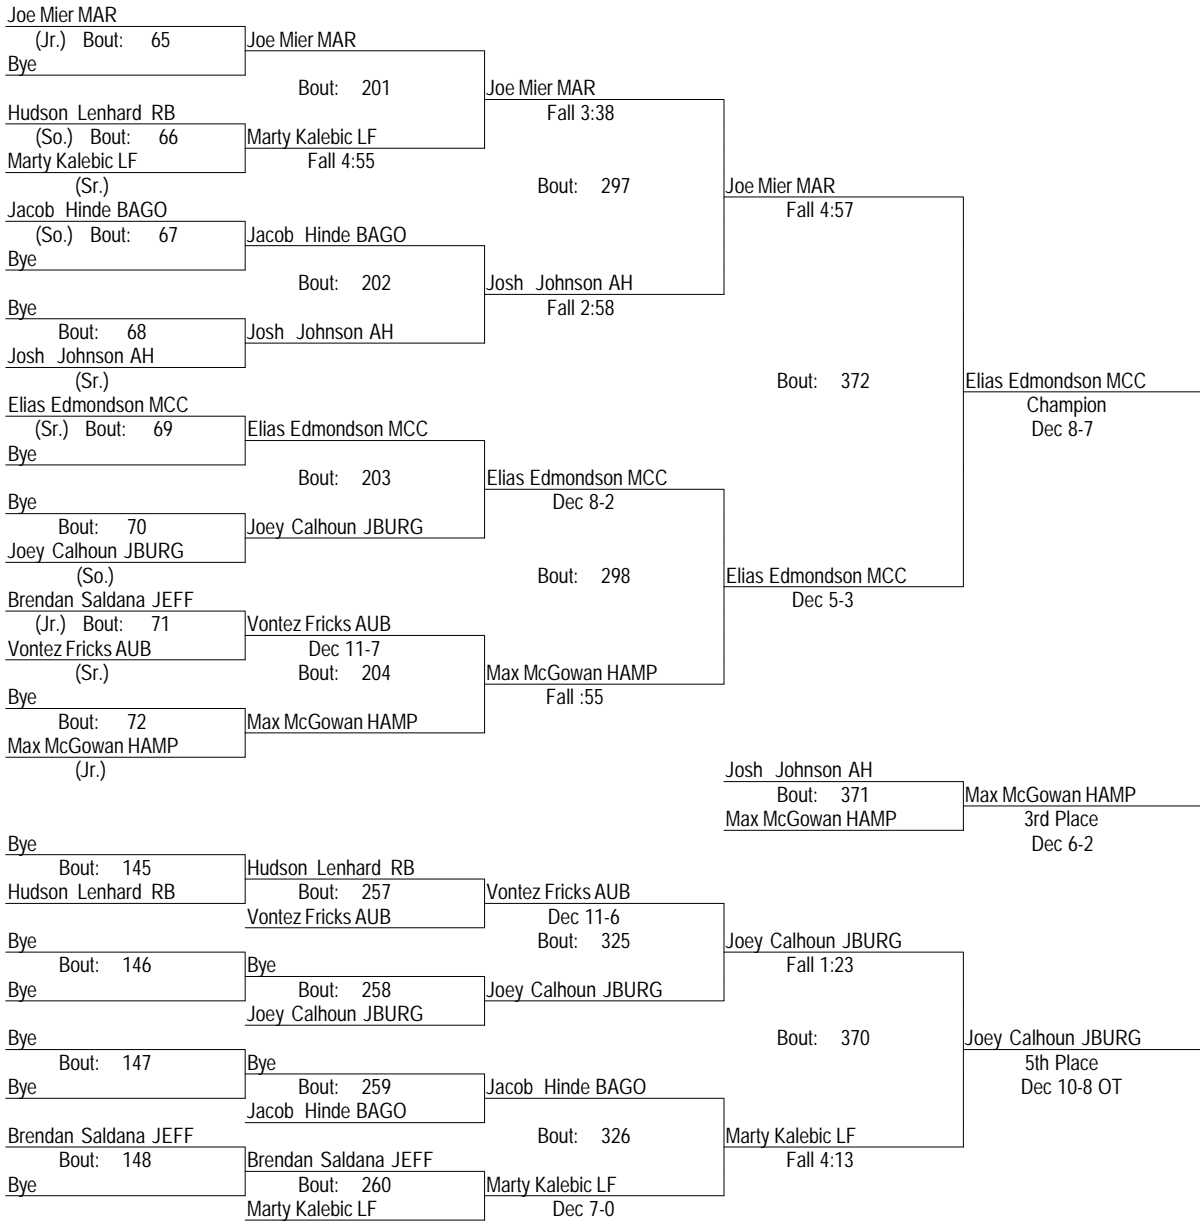 Joe Mier MAR
(Jr.) Bout: 65
Joe Mier MAR
Bye
Bout: 201
Joe Mier MAR
Hudson Lenhard RB
Fall 3:38
(So.) Bout: 66
Marty Kalebic LF
Marty Kalebic LF
Fall 4:55
(Sr.)
Bout: 297
Joe Mier MAR
Jacob Hinde BAGO
Fall 4:57
(So.) Bout: 67
Jacob Hinde BAGO
Bye
Bout: 202
Josh Johnson AH
Bye
Fall 2:58
Bout: 68
Josh Johnson AH
Josh Johnson AH
(Sr.)
Bout: 372
Elias Edmondson MCC
Elias Edmondson MCC
Champion
(Sr.) Bout: 69
Elias Edmondson MCC
Dec 8-7
Bye
Bout: 203
Elias Edmondson MCC
Bye
Dec 8-2
Bout: 70
Joey Calhoun JBURG
Joey Calhoun JBURG
(So.)
Bout: 298
Elias Edmondson MCC
Brendan Saldana JEFF
Dec 5-3
(Jr.) Bout: 71
Vontez Fricks AUB
Vontez Fricks AUB
Dec 11-7
(Sr.)
Bout: 204
Max McGowan HAMP
Bye
Fall :55
Bout: 72
Max McGowan HAMP
Max McGowan HAMP
(Jr.)
Josh Johnson AH
Bout: 371
Max McGowan HAMP
Max McGowan HAMP
3rd Place
Dec 6-2
Bye
Bout: 145
Hudson Lenhard RB
Hudson Lenhard RB
Bout: 257
Vontez Fricks AUB
Vontez Fricks AUB
Dec 11-6
Bye
Bout: 325
Joey Calhoun JBURG
Bout: 146
Bye
Fall 1:23
Bye
Bout: 258
Joey Calhoun JBURG
Joey Calhoun JBURG
Bye
Bout: 370
Joey Calhoun JBURG
Bout: 147
Bye
5th Place
Bye
Bout: 259
Jacob Hinde BAGO
Dec 10-8 OT
Jacob Hinde BAGO
Brendan Saldana JEFF
Bout: 326
Marty Kalebic LF
Bout: 148
Brendan Saldana JEFF
Fall 4:13
Bye
Bout: 260
Marty Kalebic LF
Marty Kalebic LF
Dec 7-0